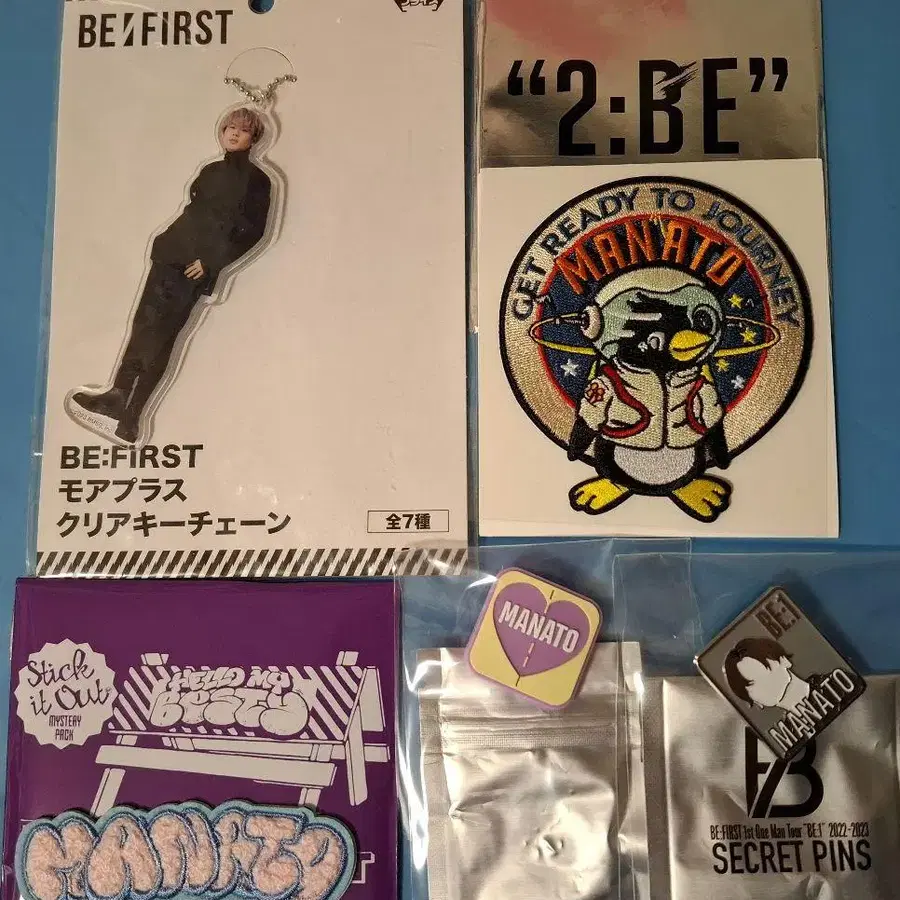 BE:FIRST
BE:FIRST
モアプラス
クリアキーチェーン
全7種
"2:BE"
GET READY TO JOURNEY
MANATO
Stick
it Out
MYSTERY
PACK
HELLO MY
BESTY
MANATO
MANATO
BE:1
MANATO
BE:FIRST 1st One Man Tour "BE:1" 2022-2023
SECRET PINS